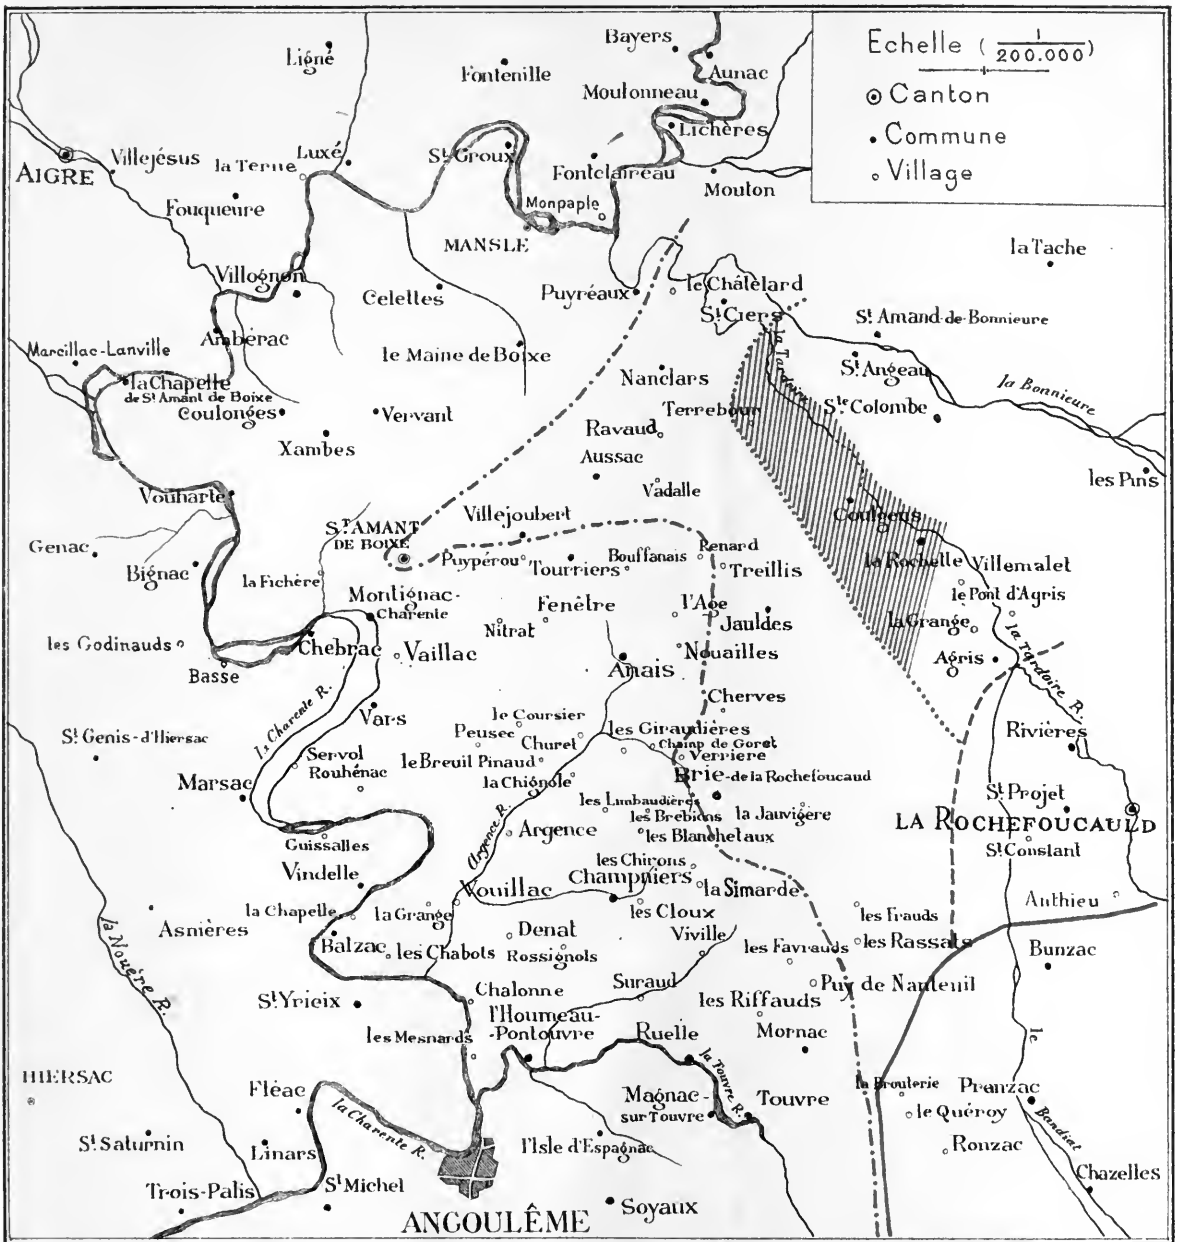 Echelle ( 1/200.000 )
Canton
Commune
Village
Bayers
Ligné
Fontenille
Aunac
Moutonneau
Lichères
AIGRE
Villejésus
la Terne
Luxé
St Groux
Fontclaireau
Mouton
Fouqueure
Monpaple
MANSLE
la Tache
Villognon
Celettes
Puyréaux
le Châtelard
St Ciers
St Amand-de-Bonnieure
Ambérac
Marcillac-Lanville
le Maine de Boixe
la Tardoire
St Angeau
la Bonnieure
la Chapelle
de St Amant de Boixe
Nanclars
Coulonges
Vervant
Terrebour
Ste Colombe
Xambes
Ravaud
Aussac
les Pins
Vouharte
Vadalle
Villejoubert
Coulgens
ST AMANT
DE BOIXE
Genac
Puypérou
Tourriers
Bouffanais
Renard
Treillis
la Rochette
Villemalet
Bignac
la Fichère
le Pont d'Agris
Montignac-
Charente
Fenêtre
l'Age
Jauldes
Nitrat
la Grange
les Godinauds
Chebrac
Vaillac
Nouailles
Agris
Anais
la Tardoire R.
Basse
Cherves
la Charente R.
Vars
le Coursier
les Giraudières
Rivières
St Genis-d'Hiersac
Peusec
Churet
Champ de Goret
Servol
Verriere
Rouhénac
le Breuil Pinaud
la Chignole
Brie-de la Rochefoucaud
Marsac
St Projet
les Limbaudières
les Brebions
la Jauvigère
LA ROCHEFOUCAULD
Argence R.
Argence
les Blanchetaux
Guissalles
St Constant
Vindelle
les Chirons
Champniers
la Simarde
Vouillac
Anthieu
la Chapelle
la Grange
les Cloux
les Frauds
Asnières
Denat
Viville
Balzac
les Chabots
Rossignols
les Favrauds
les Rassats
Bunzac
la Nouère R.
Suraud
Puy de Nanteuil
St Yrieix
Chalonne
les Riffauds
l'Houmeau-
-Pontouvre
Ruelle
Mornac
le
les Mesnards
la Touvre R.
HIERSAC
Fléac
la Brouterie
Pranzac
la Charente R.
Magnac-
sur Touvre
Touvre
le Quéroy
Bandiat
St Saturnin
Linars
l'Isle d'Espagnac
Ronzac
Chazelles
Trois-Palis
St Michel
ANGOULÊME
Soyaux